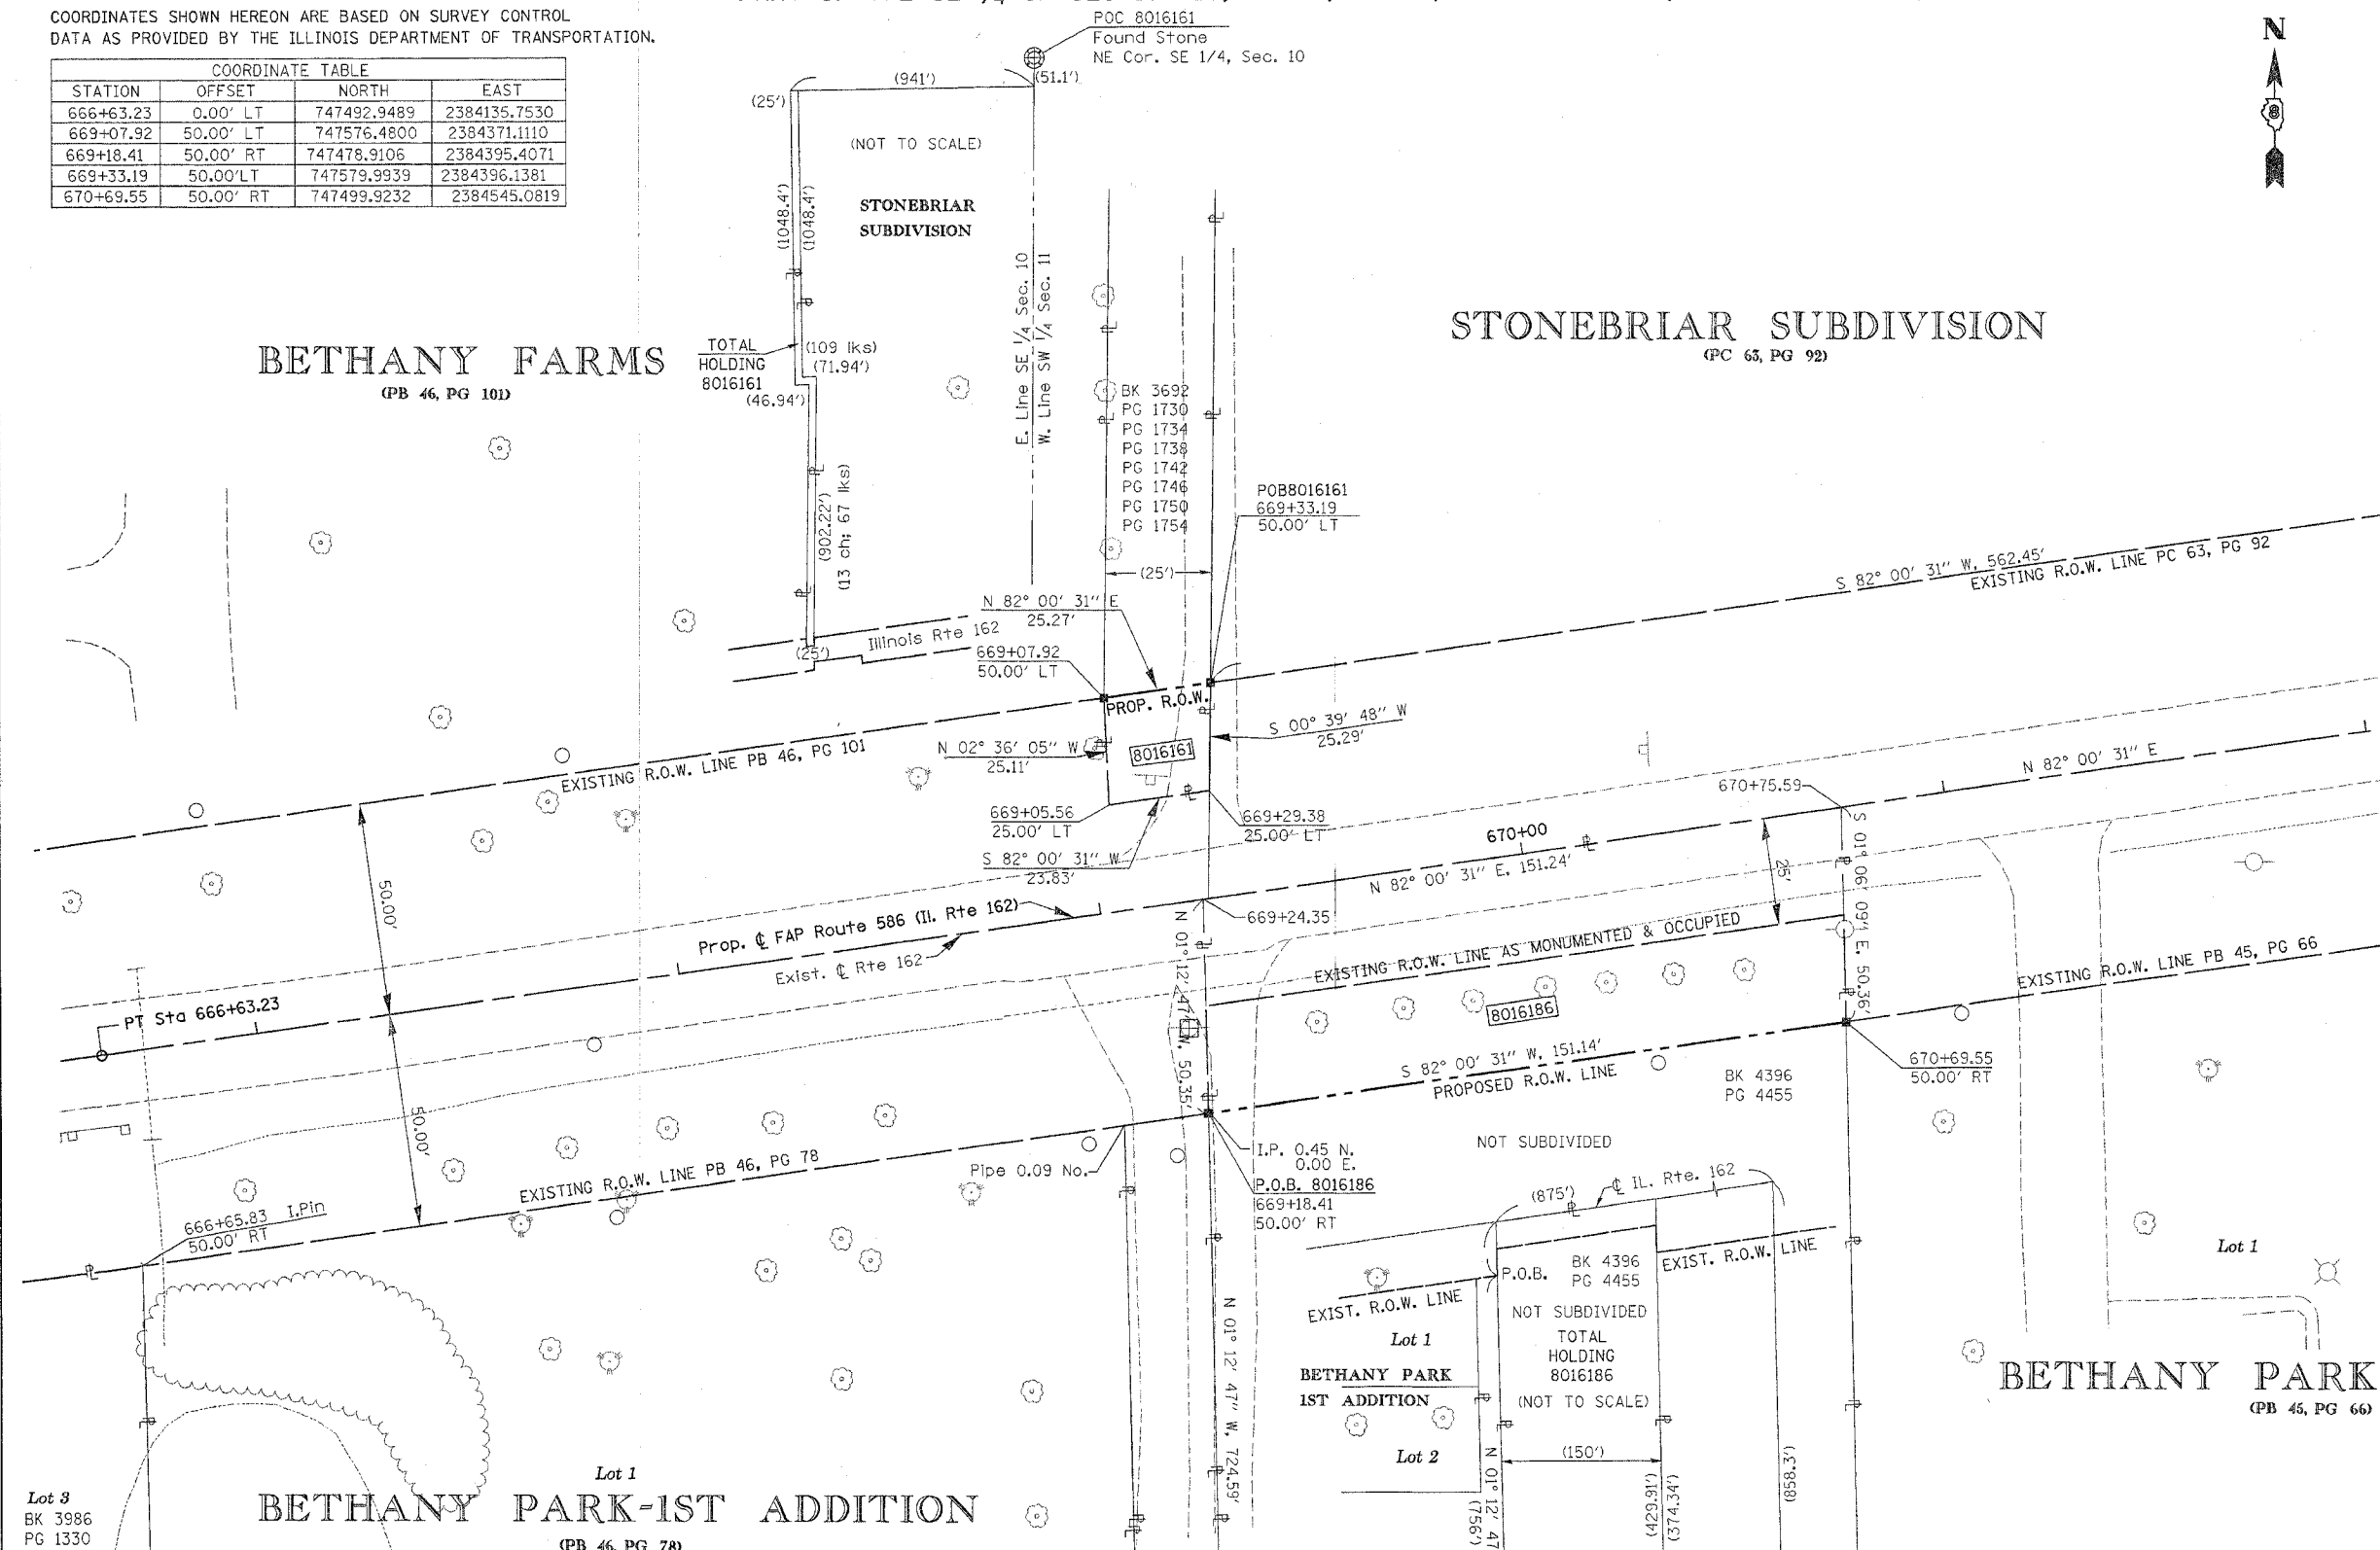 COORDINATES SHOWN HEREON ARE BASED ON SURVEY CONTROL
DATA AS PROVIDED BY THE ILLINOIS DEPARTMENT OF TRANSPORTATION.
COORDINATE TABLE
STATION OFFSET NORTH EAST
666+63.23 0.00' LT 747492.9489 2384135.7530
669+07.92 50.00' LT 747576.4800 2384371.1110
669+18.41 50.00' RT 747478.9106 2384395.4071
669+33.19 50.00'LT 747579.9939 2384396.1381
670+69.55 50.00' RT 747499.9232 2384545.0819
POC 8016161
Found Stone
NE Cor. SE 1/4, Sec. 10
N
8
(941')
(51.1')
(25')
(NOT TO SCALE)
STONEBRIAR
SUBDIVISION
(1048.4')
(1048.4')
E. Line SE 1/4 Sec. 10
W. Line SW 1/4 Sec. 11
BETHANY FARMS
(PB 46, PG 101)
TOTAL
HOLDING
8016161
(109 lks)
(71.94')
(46.94')
(902.22')
(13 ch; 67 lks)
STONEBRIAR SUBDIVISION
(PC 63, PG 92)
BK 3692
PG 1730
PG 1734
PG 1738
PG 1742
PG 1746
PG 1750
PG 1754
POB8016161
669+33.19
50.00' LT
(25')
S 82° 00' 31" W, 562.45'
EXISTING R.O.W. LINE PC 63, PG 92
N 82° 00' 31" E
25.27'
Illinois Rte 162
(25')
669+07.92
50.00' LT
PROP. R.O.W.
S 00° 39' 48" W
25.29'
N 02° 36' 05" W
25.11'
8016161
EXISTING R.O.W. LINE PB 46, PG 101
N 82° 00' 31" E
670+75.59
669+05.56
25.00' LT
669+29.38
25.00' LT
670+00
S 82° 00' 31" W
23.83'
N 82° 00' 31" E, 151.24'
25'
S 01° 06' 09" E, 50.36'
50.00'
Prop. ℄ FAP Route 586 (Il. Rte 162)
Exist. ℄ Rte 162
669+24.35
N 01° 12' 47" W, 50.35'
EXISTING R.O.W. LINE AS MONUMENTED & OCCUPIED
EXISTING R.O.W. LINE PB 45, PG 66
PT Sta 666+63.23
8016186
S 82° 00' 31" W, 151.14'
PROPOSED R.O.W. LINE
670+69.55
50.00' RT
BK 4396
PG 4455
50.00'
NOT SUBDIVIDED
EXISTING R.O.W. LINE PB 46, PG 78
Pipe 0.09 No.
I.P. 0.45 N.
0.00 E.
P.O.B. 8016186
669+18.41
50.00' RT
666+65.83 I.Pin
50.00' RT
(875')
℄ IL. Rte. 162
BK 4396
PG 4455
EXIST. R.O.W. LINE
P.O.B.
EXIST. R.O.W. LINE
NOT SUBDIVIDED
TOTAL
HOLDING
8016186
(NOT TO SCALE)
Lot 1
BETHANY PARK
1ST ADDITION
Lot 2
(150')
N 01° 12' 47" W, 724.59'
(756')
N 01° 12' 47
(429.91')
(374.34')
(858.3')
Lot 1
BETHANY PARK
(PB 45, PG 66)
Lot 1
BETHANY PARK-1ST ADDITION
(PB 46, PG 78)
Lot 3
BK 3986
PG 1330